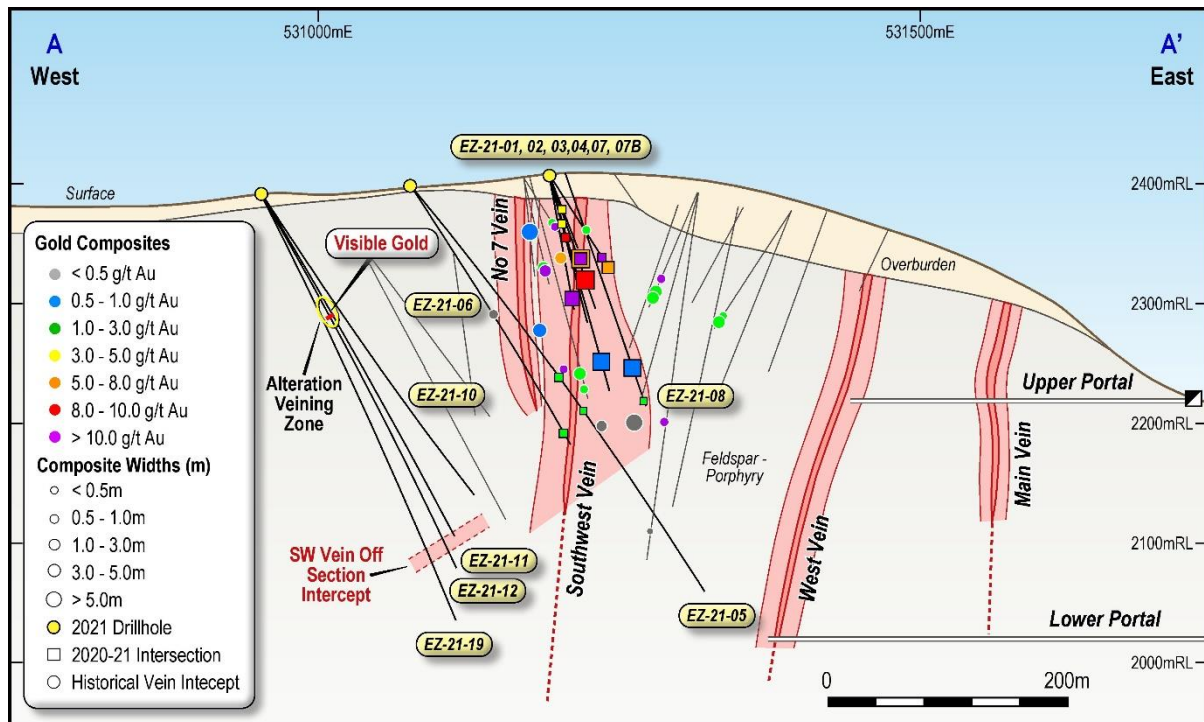 531000mE
531500mE
A
West
A’
East
EZ-21-01, 02, 03,04,07, 07B
Surface
2400mRL
Gold Composites
< 0.5 g/t Au
0.5 - 1.0 g/t Au
1.0 - 3.0 g/t Au
3.0 - 5.0 g/t Au
5.0 - 8.0 g/t Au
8.0 - 10.0 g/t Au
> 10.0 g/t Au
Composite Widths (m)
< 0.5m
0.5 - 1.0m
1.0 - 3.0m
3.0 - 5.0m
> 5.0m
2021 Drillhole
2020-21 Intersection
Historical Vein Intecept
Visible Gold
No 7 Vein
Overburden
2300mRL
EZ-21-06
Alteration
Veining
Zone
EZ-21-10
EZ-21-08
Upper Portal
2200mRL
Feldspar -
Porphyry
Southwest Vein
West Vein
Main Vein
2100mRL
SW Vein Off
Section
Intercept
EZ-21-11
EZ-21-12
EZ-21-19
EZ-21-05
Lower Portal
2000mRL
0
200m